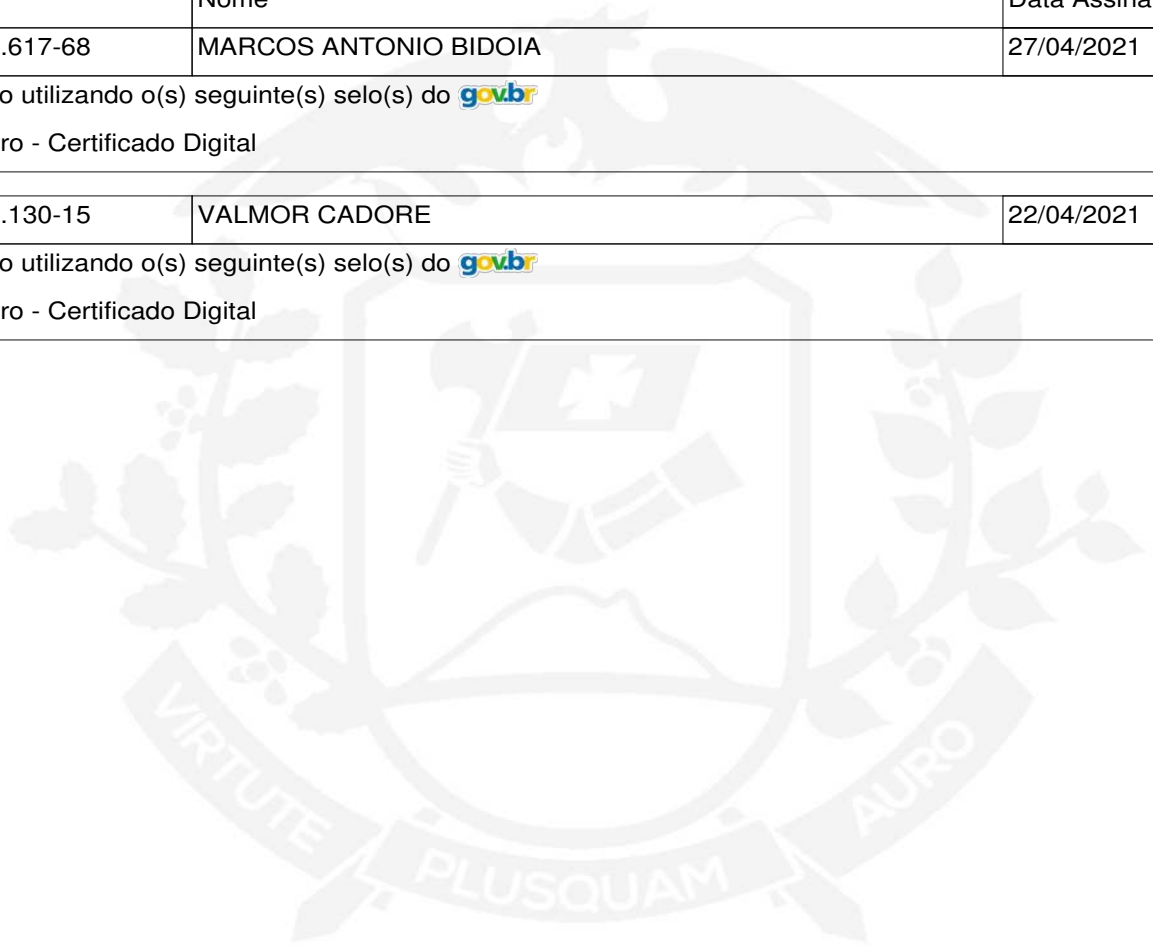 Nome Data Assina
.617-68 MARCOS ANTONIO BIDOIA 27/04/2021
o utilizando o(s) seguinte(s) selo(s) do gov.br
ro - Certificado Digital
.130-15 VALMOR CADORE 22/04/2021
o utilizando o(s) seguinte(s) selo(s) do gov.br
ro - Certificado Digital
VIRTUTE PLUSQUAM AURO